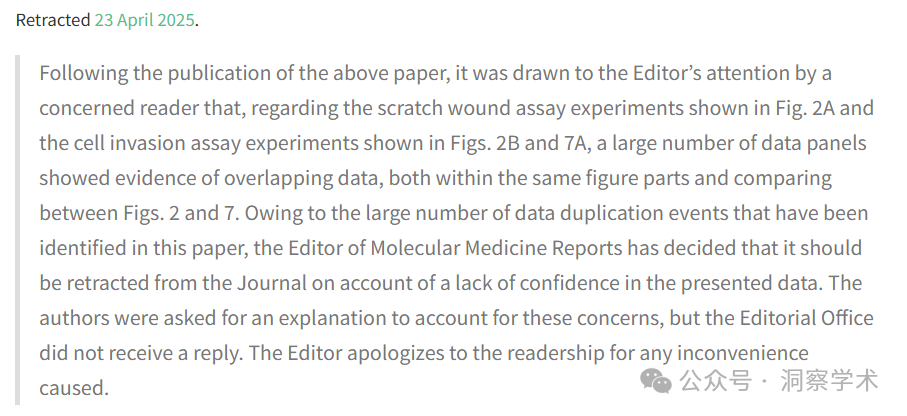 Retracted 23 April 2025.
Following the publication of the above paper, it was drawn to the Editor’s attention by a
concerned reader that, regarding the scratch wound assay experiments shown in Fig. 2A and
the cell invasion assay experiments shown in Figs. 2B and 7A, a large number of data panels
showed evidence of overlapping data, both within the same figure parts and comparing
between Figs. 2 and 7. Owing to the large number of data duplication events that have been
identified in this paper, the Editor of Molecular Medicine Reports has decided that it should
be retracted from the Journal on account of a lack of confidence in the presented data. The
authors were asked for an explanation to account for these concerns, but the Editorial Office
did not receive a reply. The Editor apologizes to the readership for any inconvenience
caused.
公众号 · 洞察学术